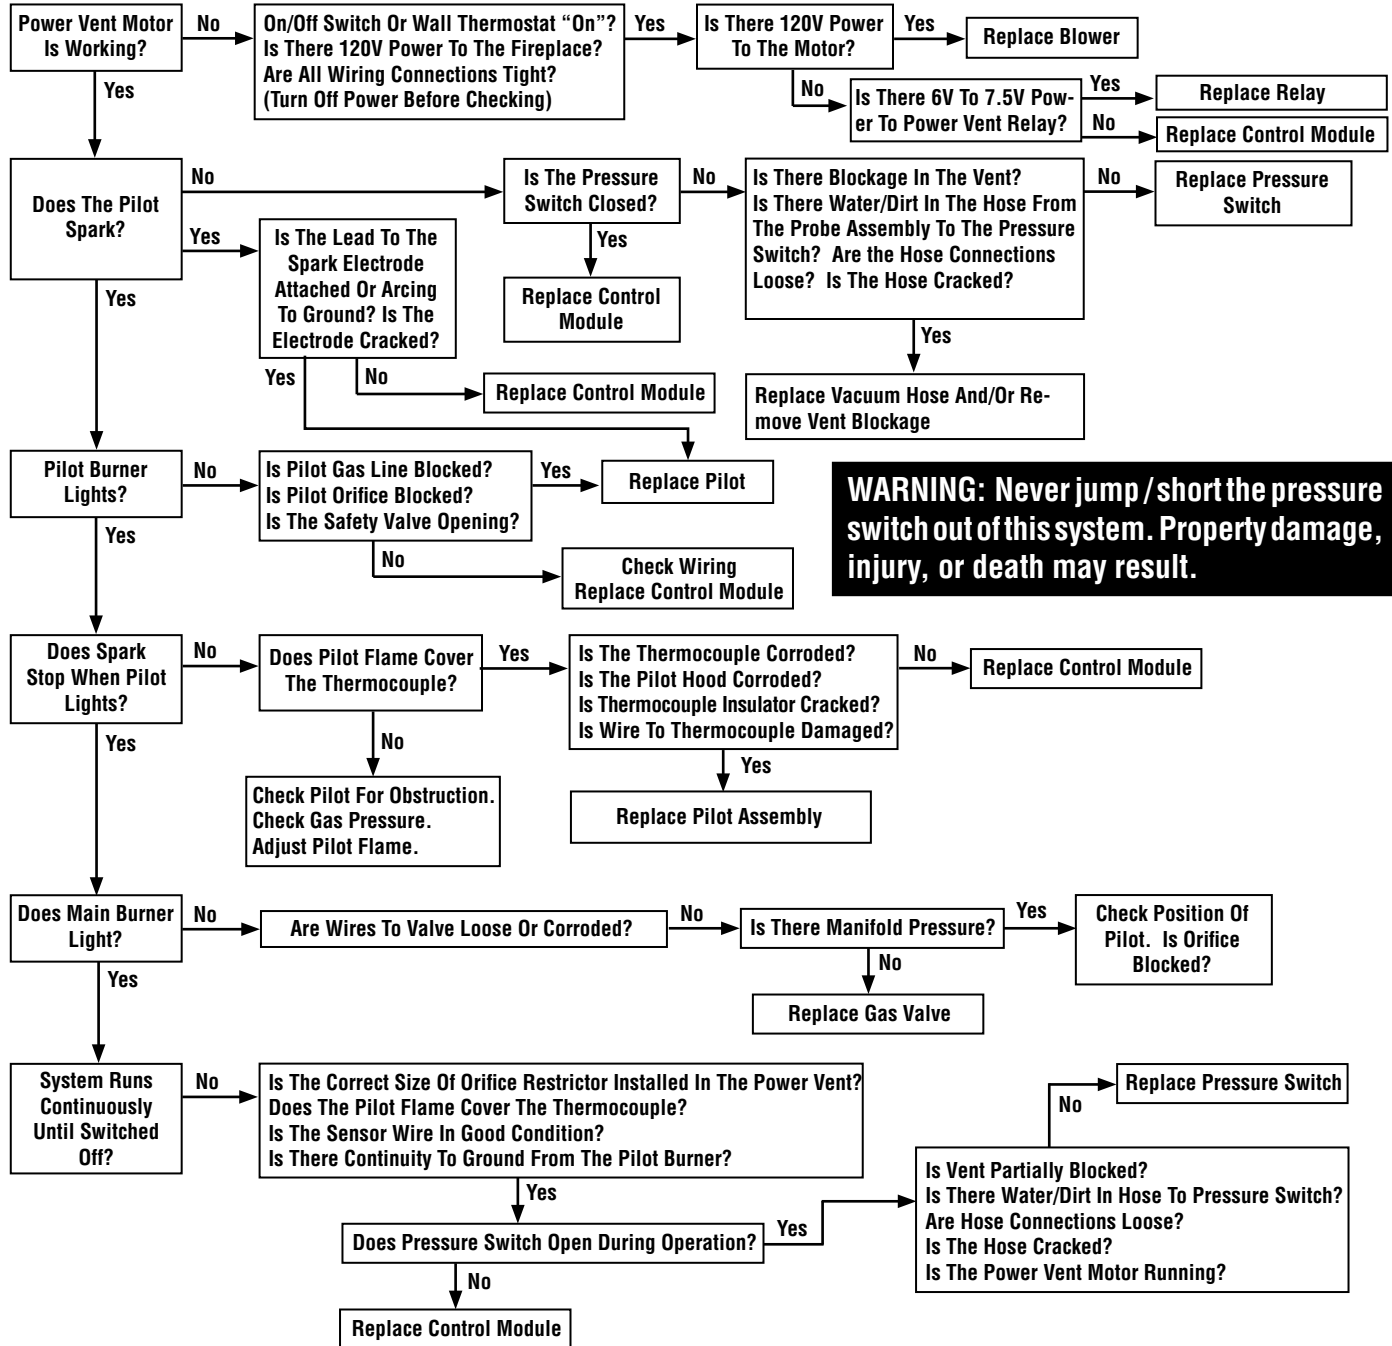 Power Vent Motor
Is Working?
No
On/Off Switch Or Wall Thermostat “On”?
Is There 120V Power To The Fireplace?
Are All Wiring Connections Tight?
(Turn Off Power Before Checking)
Yes
Is There 120V Power
To The Motor?
Yes
Replace Blower
No
Is There 6V To 7.5V Pow-
er To Power Vent Relay?
Yes
Replace Relay
No
Replace Control Module
Yes
Does The Pilot
Spark?
No
Is The Pressure
Switch Closed?
No
Is There Blockage In The Vent?
Is There Water/Dirt In The Hose From
The Probe Assembly To The Pressure
Switch? Are the Hose Connections
Loose? Is The Hose Cracked?
No
Replace Pressure
Switch
Yes
Replace Control
Module
Yes
Replace Vacuum Hose And/Or Re-
move Vent Blockage
Yes
Is The Lead To The
Spark Electrode
Attached Or Arcing
To Ground? Is The
Electrode Cracked?
Yes
No
Replace Control Module
Yes
Pilot Burner
Lights?
No
Is Pilot Gas Line Blocked?
Is Pilot Orifice Blocked?
Is The Safety Valve Opening?
Yes
Replace Pilot
No
Check Wiring
Replace Control Module
WARNING: Never jump / short the pressure
switch out of this system. Property damage,
injury, or death may result.
Yes
Does Spark
Stop When Pilot
Lights?
No
Does Pilot Flame Cover
The Thermocouple?
Yes
Is The Thermocouple Corroded?
Is The Pilot Hood Corroded?
Is Thermocouple Insulator Cracked?
Is Wire To Thermocouple Damaged?
No
Replace Control Module
No
Check Pilot For Obstruction.
Check Gas Pressure.
Adjust Pilot Flame.
Yes
Replace Pilot Assembly
Yes
Does Main Burner
Light?
No
Are Wires To Valve Loose Or Corroded?
No
Is There Manifold Pressure?
Yes
Check Position Of
Pilot. Is Orifice
Blocked?
No
Replace Gas Valve
Yes
System Runs
Continuously
Until Switched
Off?
No
Is The Correct Size Of Orifice Restrictor Installed In The Power Vent?
Does The Pilot Flame Cover The Thermocouple?
Is The Sensor Wire In Good Condition?
Is There Continuity To Ground From The Pilot Burner?
Yes
Does Pressure Switch Open During Operation?
Yes
Is Vent Partially Blocked?
Is There Water/Dirt In Hose To Pressure Switch?
Are Hose Connections Loose?
Is The Hose Cracked?
Is The Power Vent Motor Running?
No
Replace Pressure Switch
No
Replace Control Module